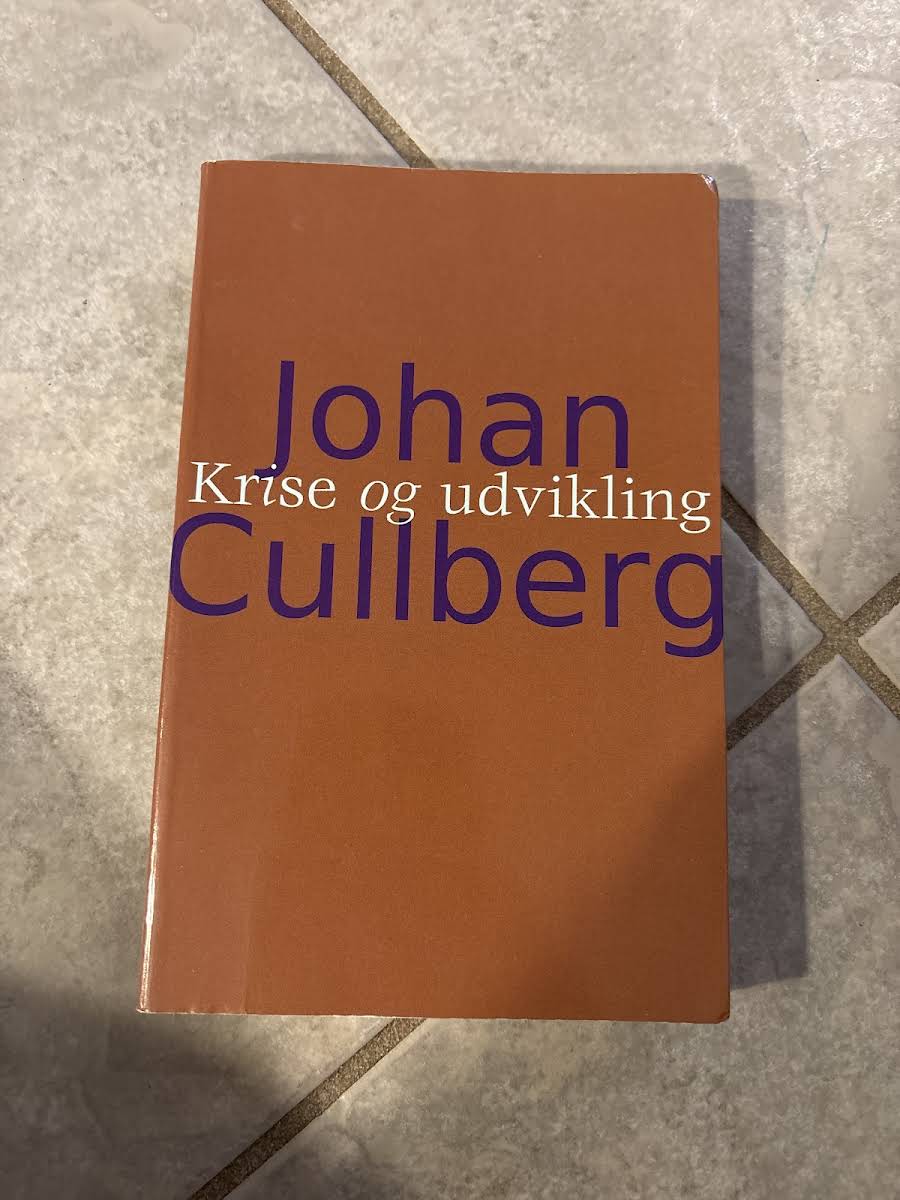 Johan
Krise og udvikling
Cullberg